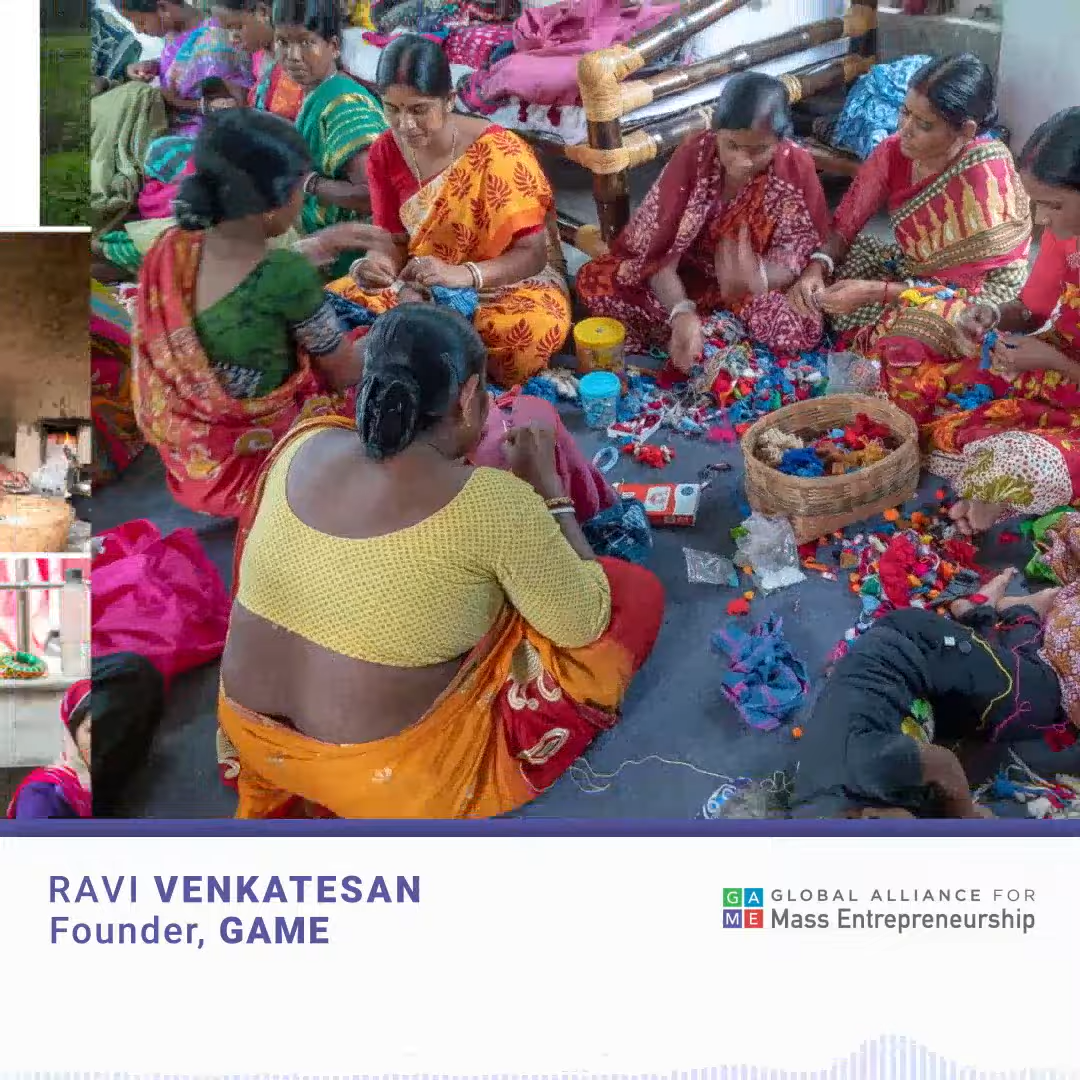 RAVI VENKATESAN
Founder, GAME
GA
ME
GLOBAL ALLIANCE FOR
Mass Entrepreneurship